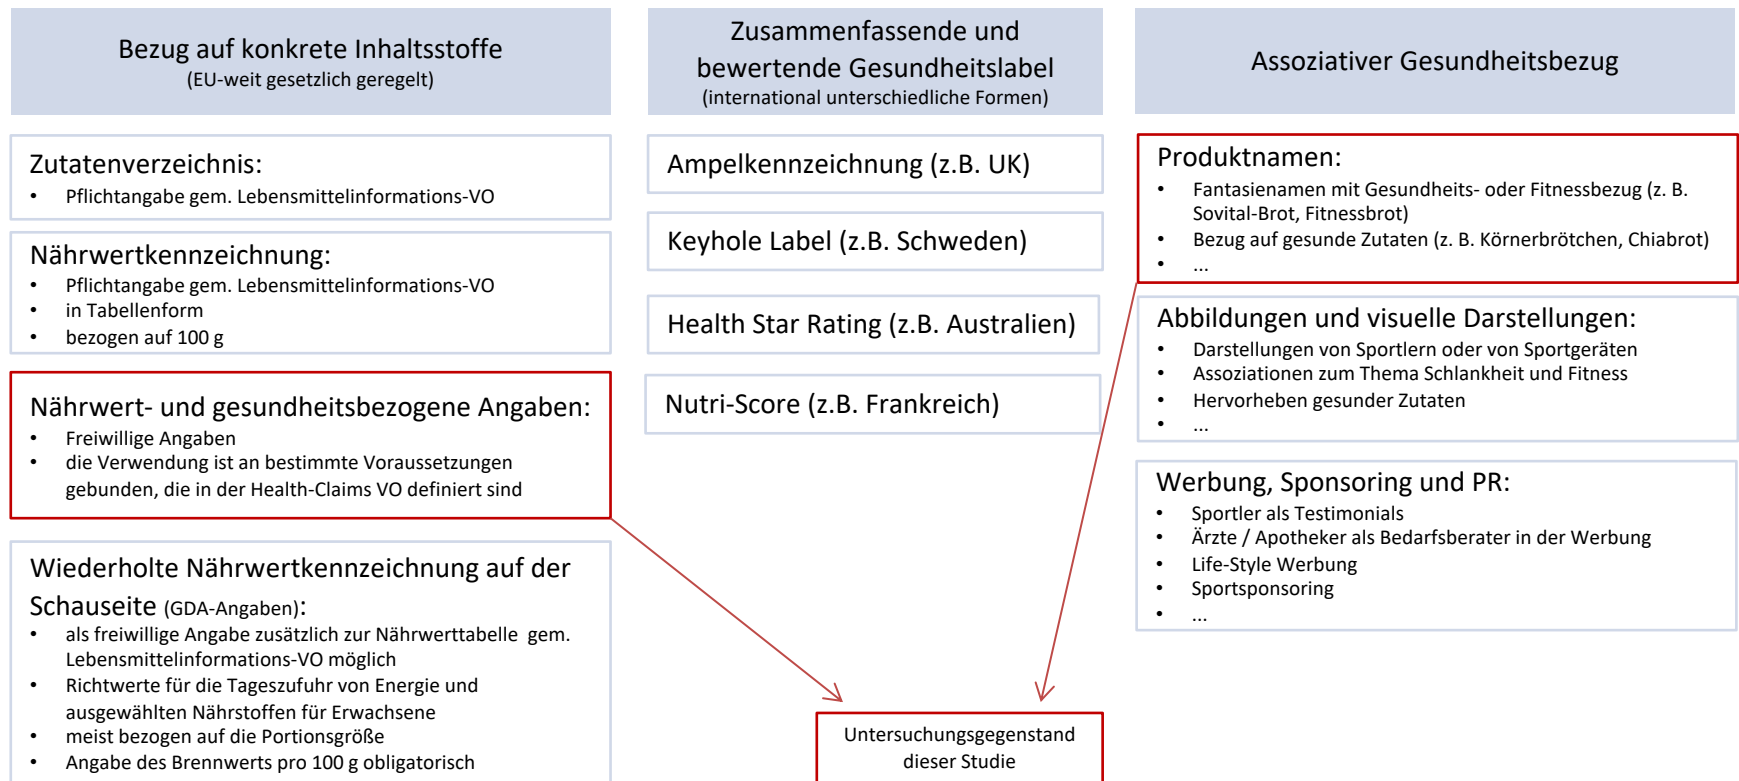 Bezug auf konkrete Inhaltsstoffe
(EU-weit gesetzlich geregelt)
Zutatenverzeichnis:
• Pflichtangabe gem. Lebensmittelinformations-VO
Nährwertkennzeichnung:
• Pflichtangabe gem. Lebensmittelinformations-VO
• in Tabellenform
• bezogen auf 100 g
Nährwert- und gesundheitsbezogene Angaben:
• Freiwillige Angaben
• die Verwendung ist an bestimmte Voraussetzungen
gebunden, die in der Health-Claims VO definiert sind
Wiederholte Nährwertkennzeichnung auf der
Schauseite (GDA-Angaben):
• als freiwillige Angabe zusätzlich zur Nährwerttabelle gem.
Lebensmittelinformations-VO möglich
• Richtwerte für die Tageszufuhr von Energie und
ausgewählten Nährstoffen für Erwachsene
• meist bezogen auf die Portionsgröße
• Angabe des Brennwerts pro 100 g obligatorisch
Zusammenfassende und
bewertende Gesundheitslabel
(international unterschiedliche Formen)
Ampelkennzeichnung (z.B. UK)
Keyhole Label (z.B. Schweden)
Health Star Rating (z.B. Australien)
Nutri-Score (z.B. Frankreich)
Assoziativer Gesundheitsbezug
Produktnamen:
• Fantasienamen mit Gesundheits- oder Fitnessbezug (z. B.
Sovital-Brot, Fitnessbrot)
• Bezug auf gesunde Zutaten (z. B. Körnerbrötchen, Chiabrot)
• ...
Abbildungen und visuelle Darstellungen:
• Darstellungen von Sportlern oder von Sportgeräten
• Assoziationen zum Thema Schlankheit und Fitness
• Hervorheben gesunder Zutaten
• ...
Werbung, Sponsoring und PR:
• Sportler als Testimonials
• Ärzte / Apotheker als Bedarfsberater in der Werbung
• Life-Style Werbung
• Sportsponsoring
• ...
Untersuchungsgegenstand
dieser Studie